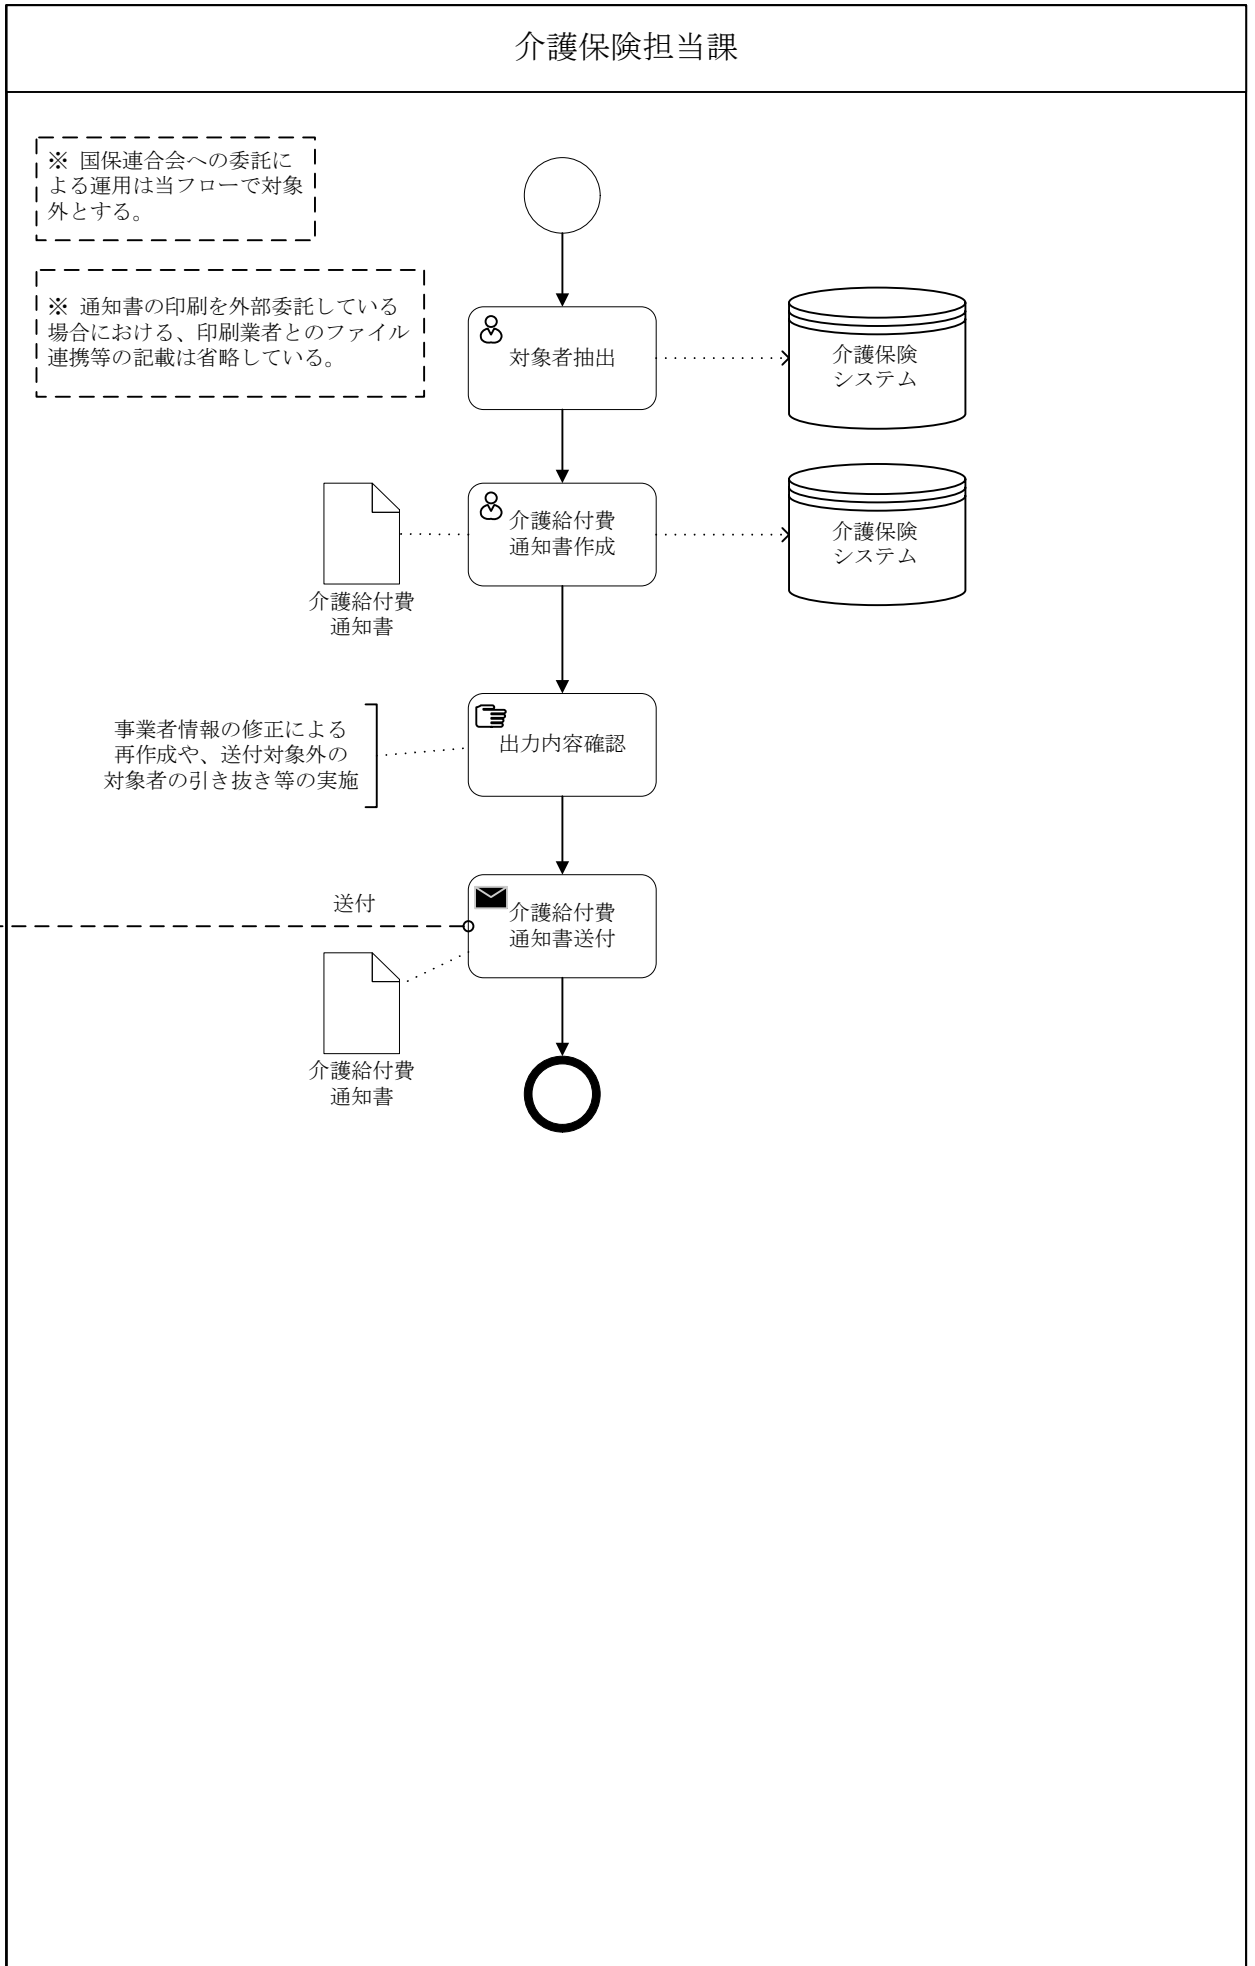 介護保険担当課
※ 国保連合会への委託に
よる運用は当フローで対象
外とする。
※ 通知書の印刷を外部委託している
場合における、印刷業者とのファイル
連携等の記載は省略している。
対象者抽出
介護保険
システム
介護給付費
通知書
介護給付費
通知書作成
介護保険
システム
事業者情報の修正による
再作成や、送付対象外の
対象者の引き抜き等の実施
出力内容確認
送付
介護給付費
通知書送付
介護給付費
通知書